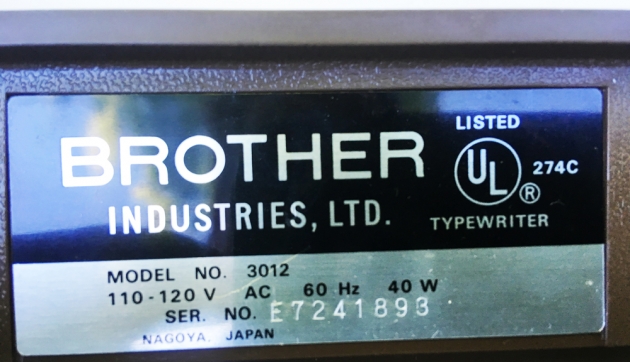 BROTHER
INDUSTRIES, LTD.
LISTED
UL ® 274C
TYPEWRITER
MODEL NO. 3012
110-120 V AC 60 Hz 40 W
SER. NO. E7241893
NAGOYA, JAPAN